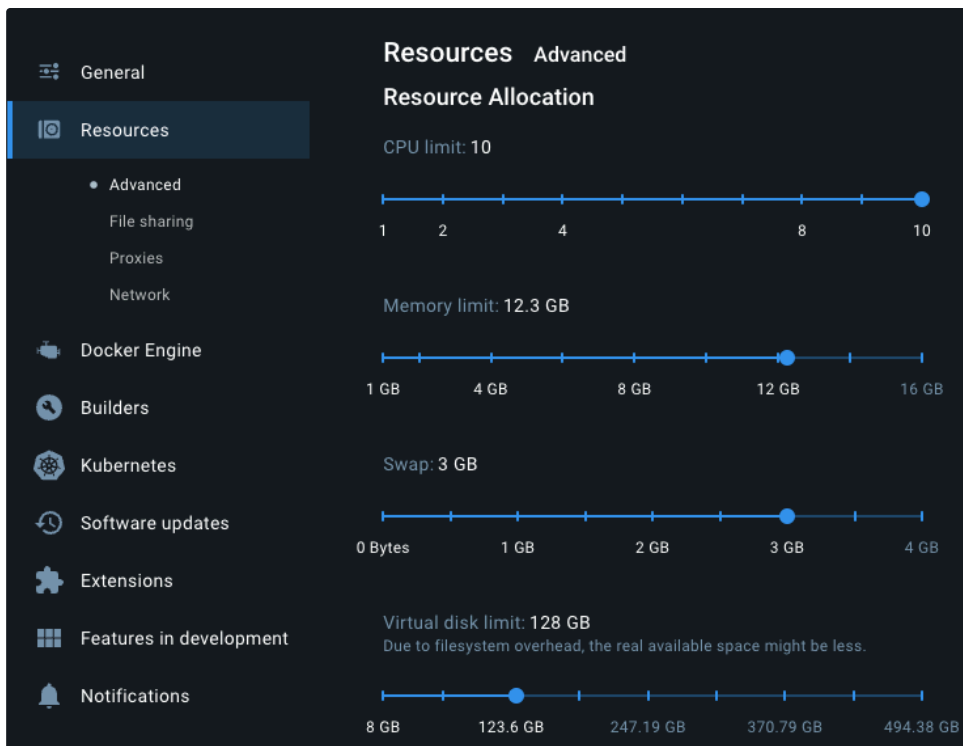 General
Resources
Advanced
File sharing
Proxies
Network
Docker Engine
Builders
Kubernetes
Software updates
Extensions
Features in development
Notifications
Resources Advanced
Resource Allocation
CPU limit: 10
1 2 4 8 10
Memory limit: 12.3 GB
1 GB 4 GB 8 GB 12 GB 16 GB
Swap: 3 GB
0 Bytes 1 GB 2 GB 3 GB 4 GB
Virtual disk limit: 128 GB
Due to filesystem overhead, the real available space might be less.
8 GB 123.6 GB 247.19 GB 370.79 GB 494.38 GB